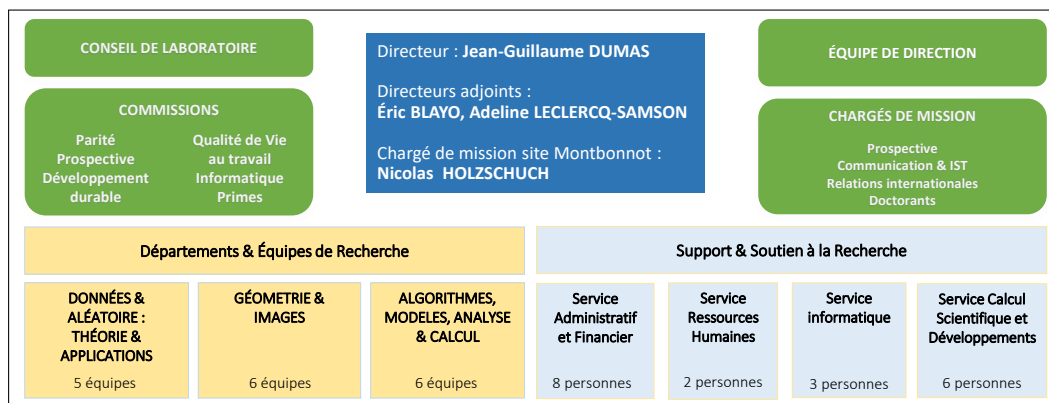 CONSEIL DE LABORATOIRE
COMMISSIONS
Parité
Prospective
Développement
durable
Qualité de Vie
au travail
Informatique
Primes
Directeur : Jean-Guillaume DUMAS
Directeurs adjoints :
Éric BLAYO, Adeline LECLERCQ-SAMSON
Chargé de mission site Montbonnot :
Nicolas HOLZSCHUCH
ÉQUIPE DE DIRECTION
CHARGÉS DE MISSION
Prospective
Communication & IST
Relations internationales
Doctorants
Départements & Équipes de Recherche
Support & Soutien à la Recherche
DONNÉES &
ALÉATOIRE :
THÉORIE &
APPLICATIONS
5 équipes
GÉOMETRIE &
IMAGES
6 équipes
ALGORITHMES,
MODELES, ANALYSE
& CALCUL
6 équipes
Service
Administratif
et Financier
8 personnes
Service
Ressources
Humaines
2 personnes
Service
informatique
3 personnes
Service Calcul
Scientifique et
Développements
6 personnes